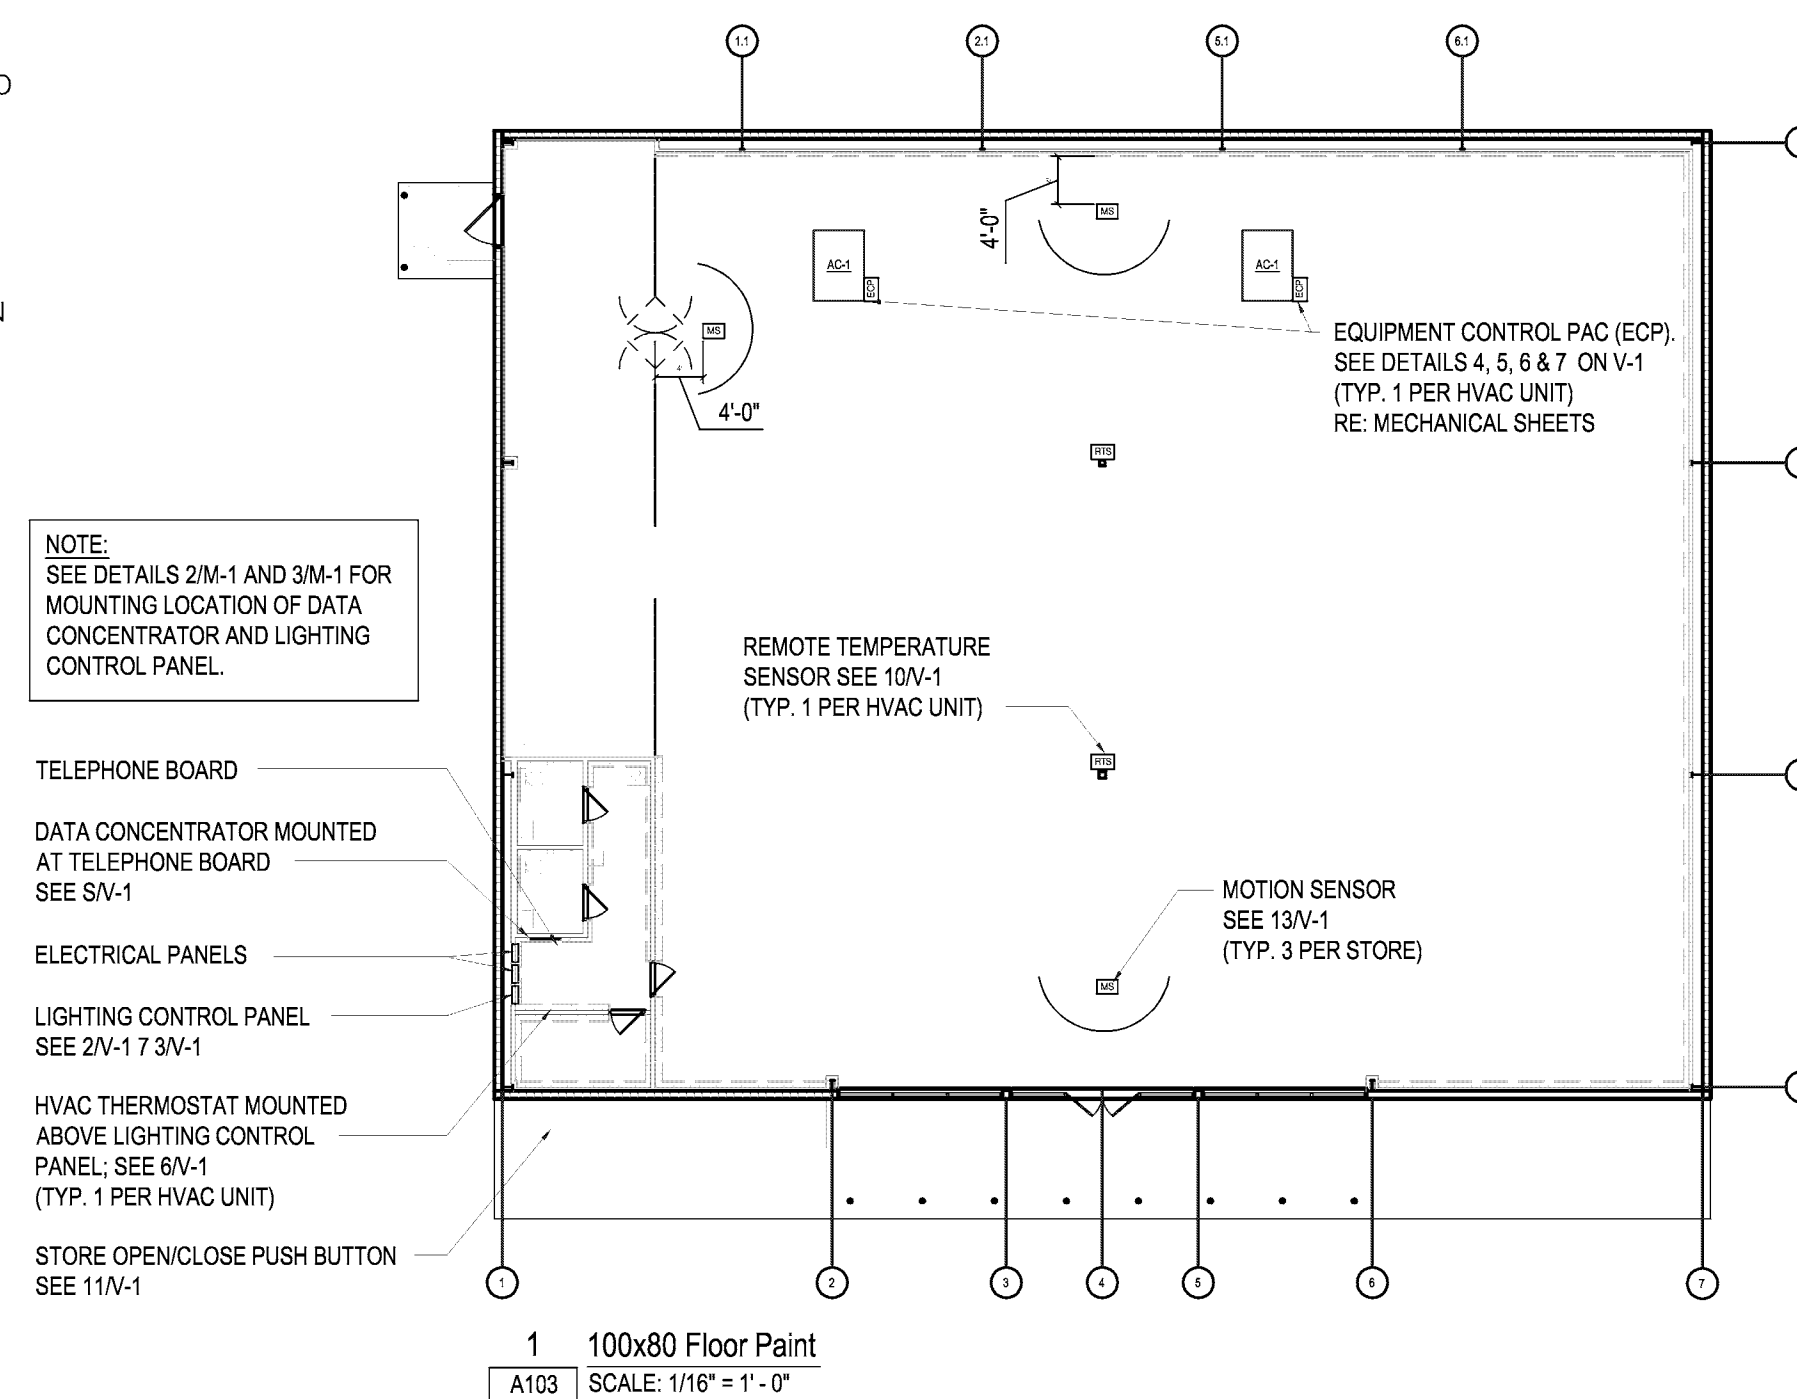 1.1
2.1
5.1
6.1
4'-0"
MS
AC-1
ECP
AC-1
ECP
MS
4'
4'-0"
EQUIPMENT CONTROL PAC (ECP).
SEE DETAILS 4, 5, 6 & 7 ON V-1
(TYP. 1 PER HVAC UNIT)
RE: MECHANICAL SHEETS
RTS
NOTE:
SEE DETAILS 2/M-1 AND 3/M-1 FOR
MOUNTING LOCATION OF DATA
CONCENTRATOR AND LIGHTING
CONTROL PANEL.
REMOTE TEMPERATURE
SENSOR SEE 10/V-1
(TYP. 1 PER HVAC UNIT)
RTS
TELEPHONE BOARD
DATA CONCENTRATOR MOUNTED
AT TELEPHONE BOARD
SEE S/V-1
MOTION SENSOR
SEE 13/V-1
(TYP. 3 PER STORE)
MS
ELECTRICAL PANELS
LIGHTING CONTROL PANEL
SEE 2/V-1 7 3/V-1
HVAC THERMOSTAT MOUNTED
ABOVE LIGHTING CONTROL
PANEL; SEE 6/V-1
(TYP. 1 PER HVAC UNIT)
STORE OPEN/CLOSE PUSH BUTTON
SEE 11/V-1
1
2
3
4
5
6
7
1 100x80 Floor Paint
A103 SCALE: 1/16" = 1' - 0"